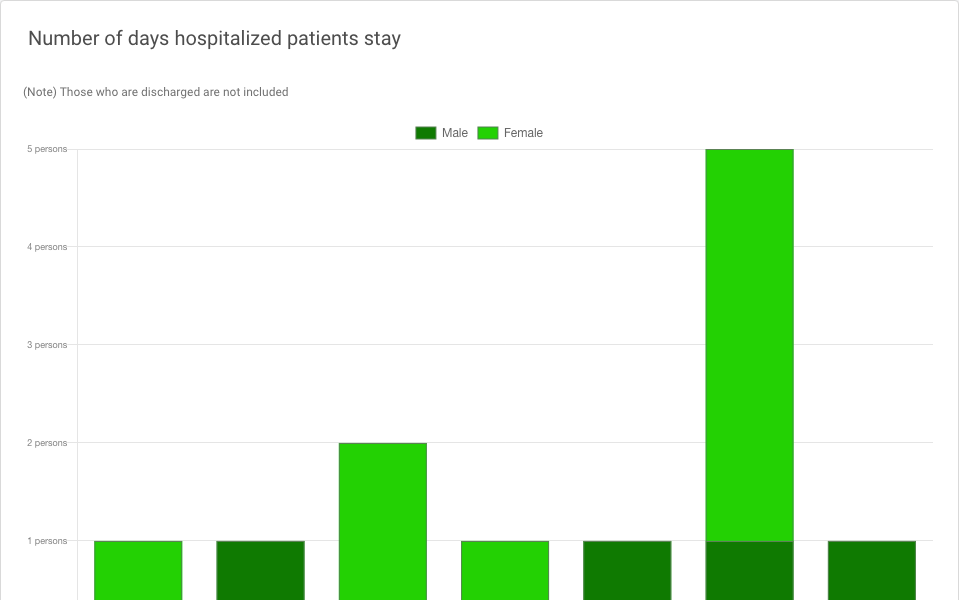 Number of days hospitalized patients stay
(Note) Those who are discharged are not included
Male Female
5 persons
4 persons
3 persons
2 persons
1 persons